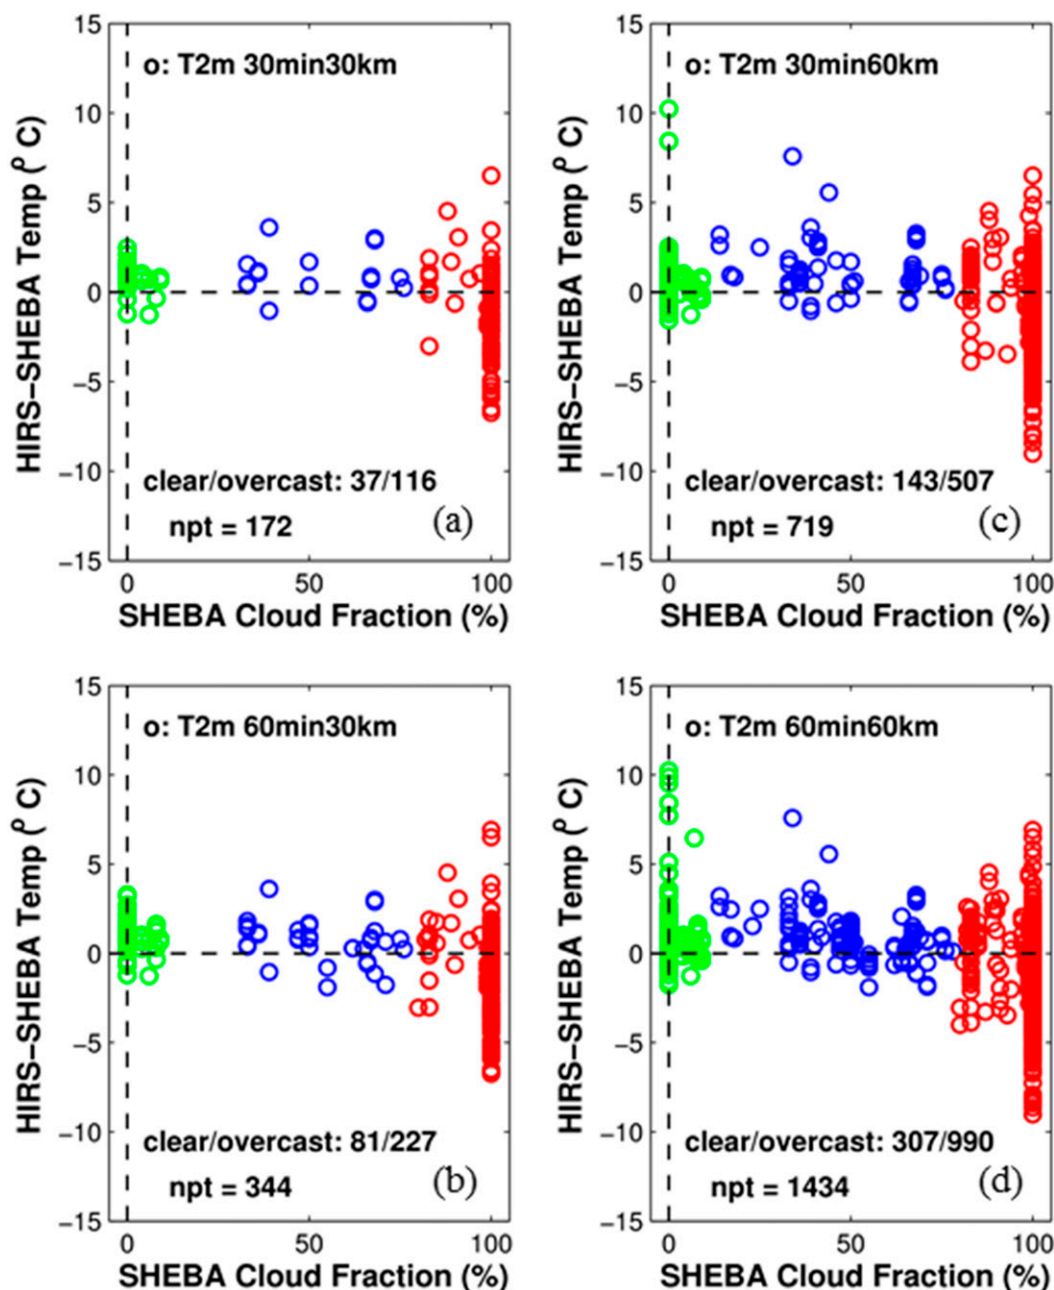 15
o: T2m 30min30km
10
5
0
−5
−10
−15
clear/overcast: 37/116
npt = 172
(a)
0
50
100
SHEBA Cloud Fraction (%)
HIRS−SHEBA Temp (° C)
15
o: T2m 30min60km
10
5
0
−5
−10
−15
clear/overcast: 143/507
npt = 719
(c)
0
50
100
SHEBA Cloud Fraction (%)
HIRS−SHEBA Temp (° C)
15
o: T2m 60min30km
10
5
0
−5
−10
−15
clear/overcast: 81/227
npt = 344
(b)
0
50
100
SHEBA Cloud Fraction (%)
HIRS−SHEBA Temp (° C)
15
o: T2m 60min60km
10
5
0
−5
−10
−15
clear/overcast: 307/990
npt = 1434
(d)
0
50
100
SHEBA Cloud Fraction (%)
HIRS−SHEBA Temp (° C)